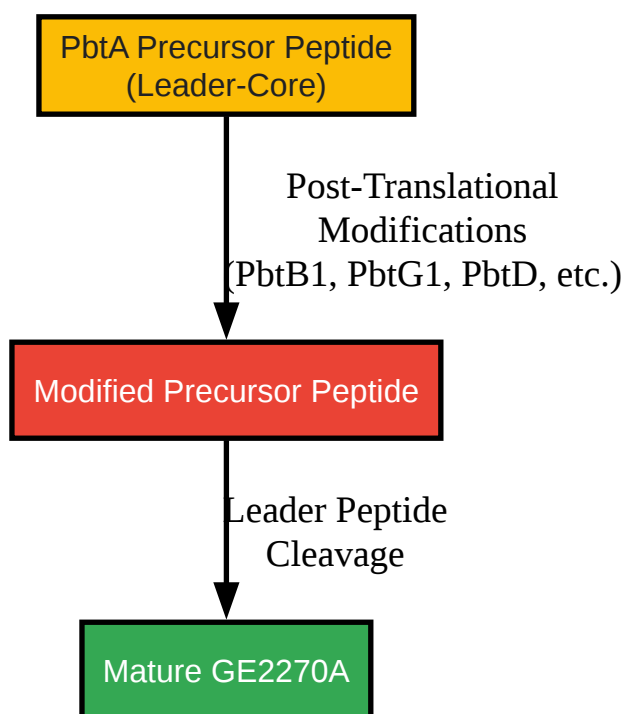 PbtA Precursor Peptide
(Leader-Core)
Post-Translational
Modifications
(PbtB1, PbtG1, PbtD, etc.)
Modified Precursor Peptide
Leader Peptide
Cleavage
Mature GE2270A